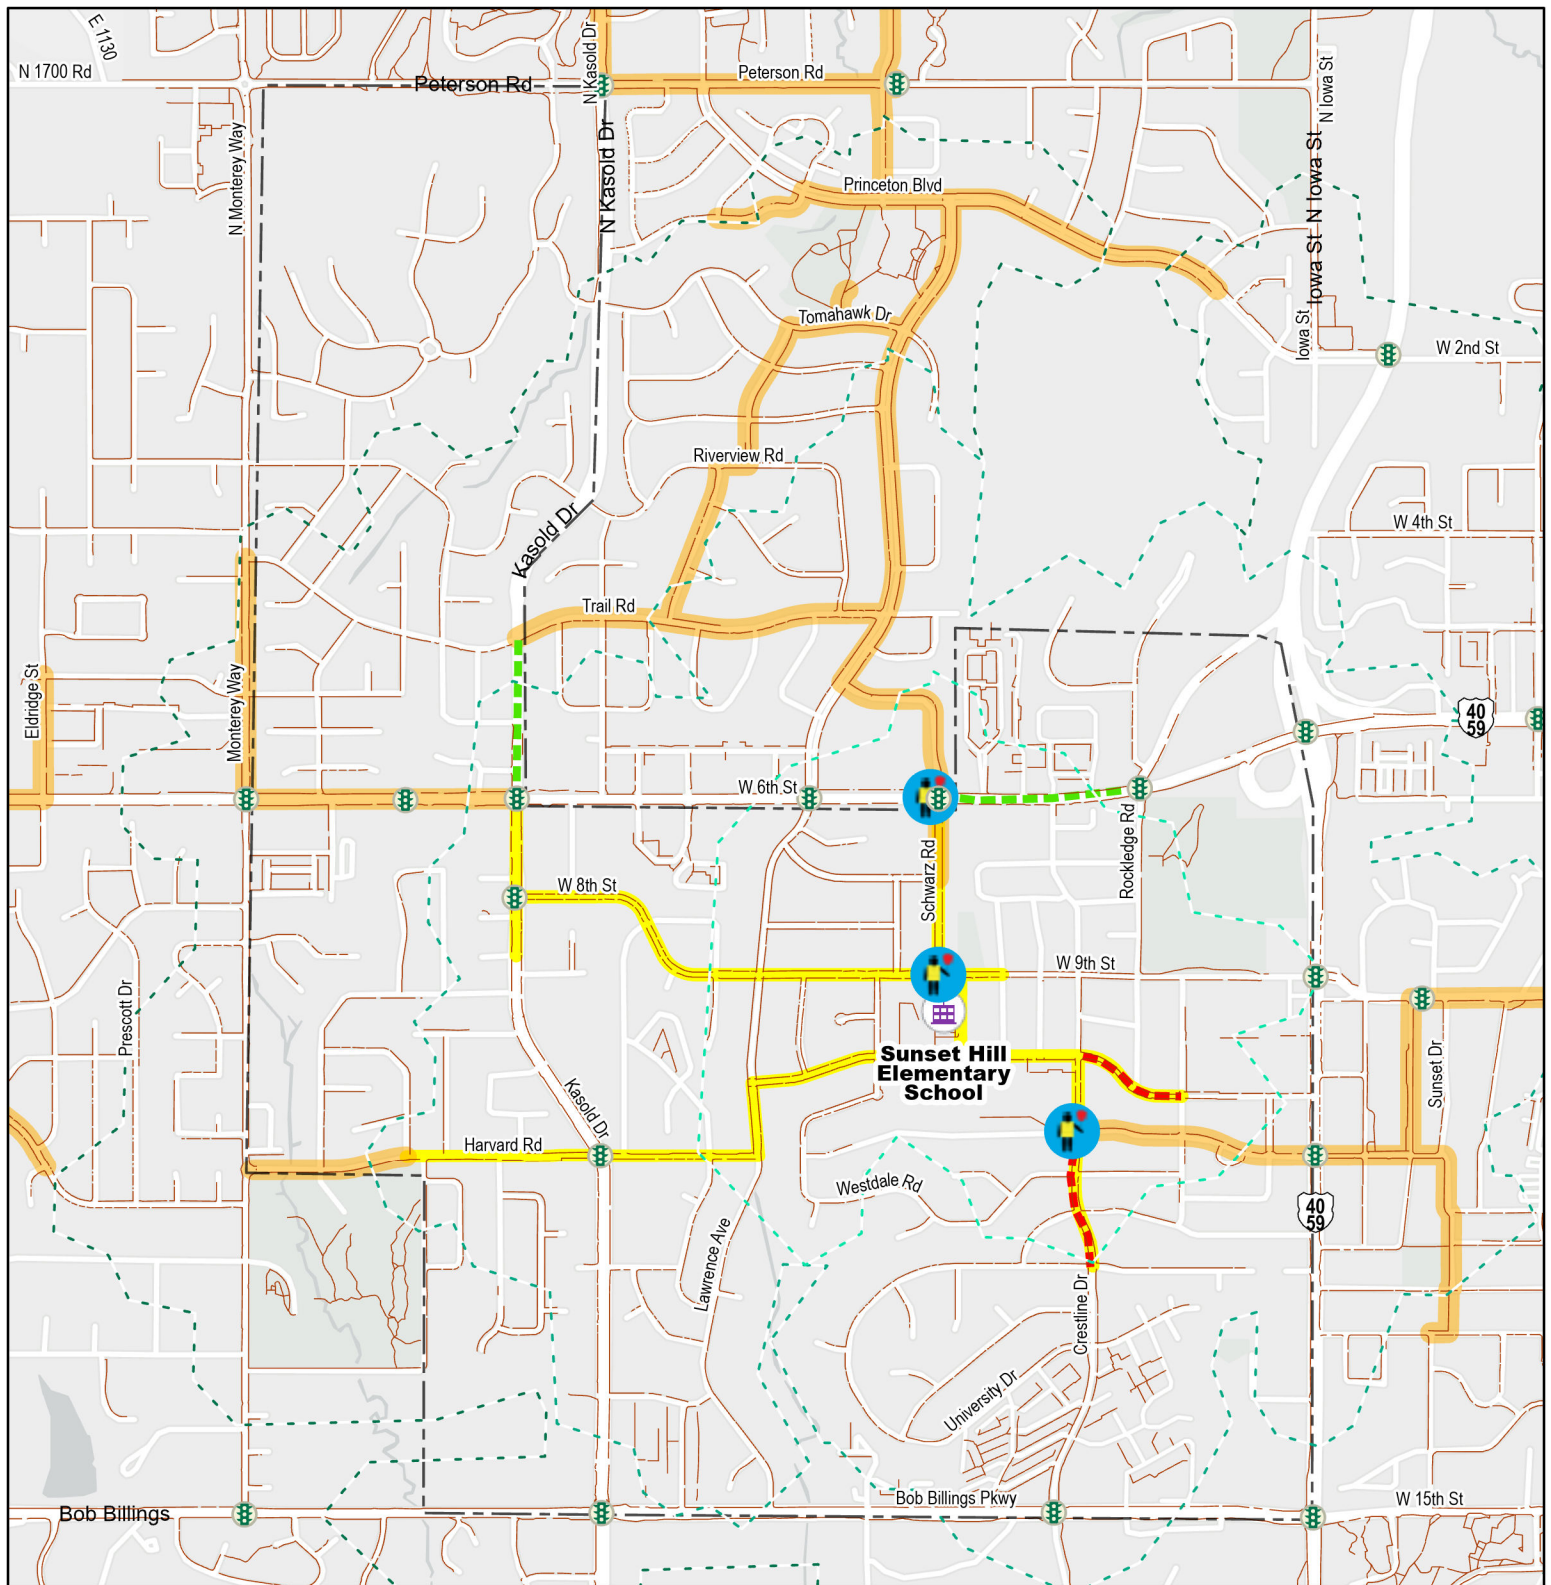 E 1130
N 1700 Rd
Peterson Rd
N Kasold Dr
Peterson Rd
N Iowa St
N Monterey Way
N Kasold Dr
Princeton Blvd
N Iowa St
Iowa St
Tomahawk Dr
Iowa St
W 2nd St
Riverview Rd
Kasold Dr
W 4th St
Trail Rd
Eldridge St
Monterey Way
40
59
W 6th St
Rockledge Rd
Schwarz Rd
W 8th St
W 9th St
Prescott Dr
Sunset Hill
Elementary
School
Sunset Dr
Kasold Dr
Harvard Rd
Westdale Rd
40
59
Lawrence Ave
Crestline Dr
University Dr
Bob Billings
Bob Billings Pkwy
W 15th St